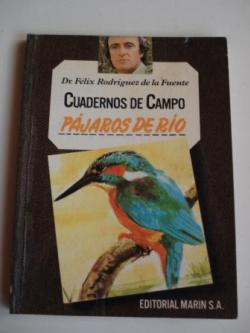 Dr. Félix Rodríguez de la Fuente
CUADERNOS DE CAMPO
PÁJAROS DE RÍO
EDITORIAL MARIN S.A.